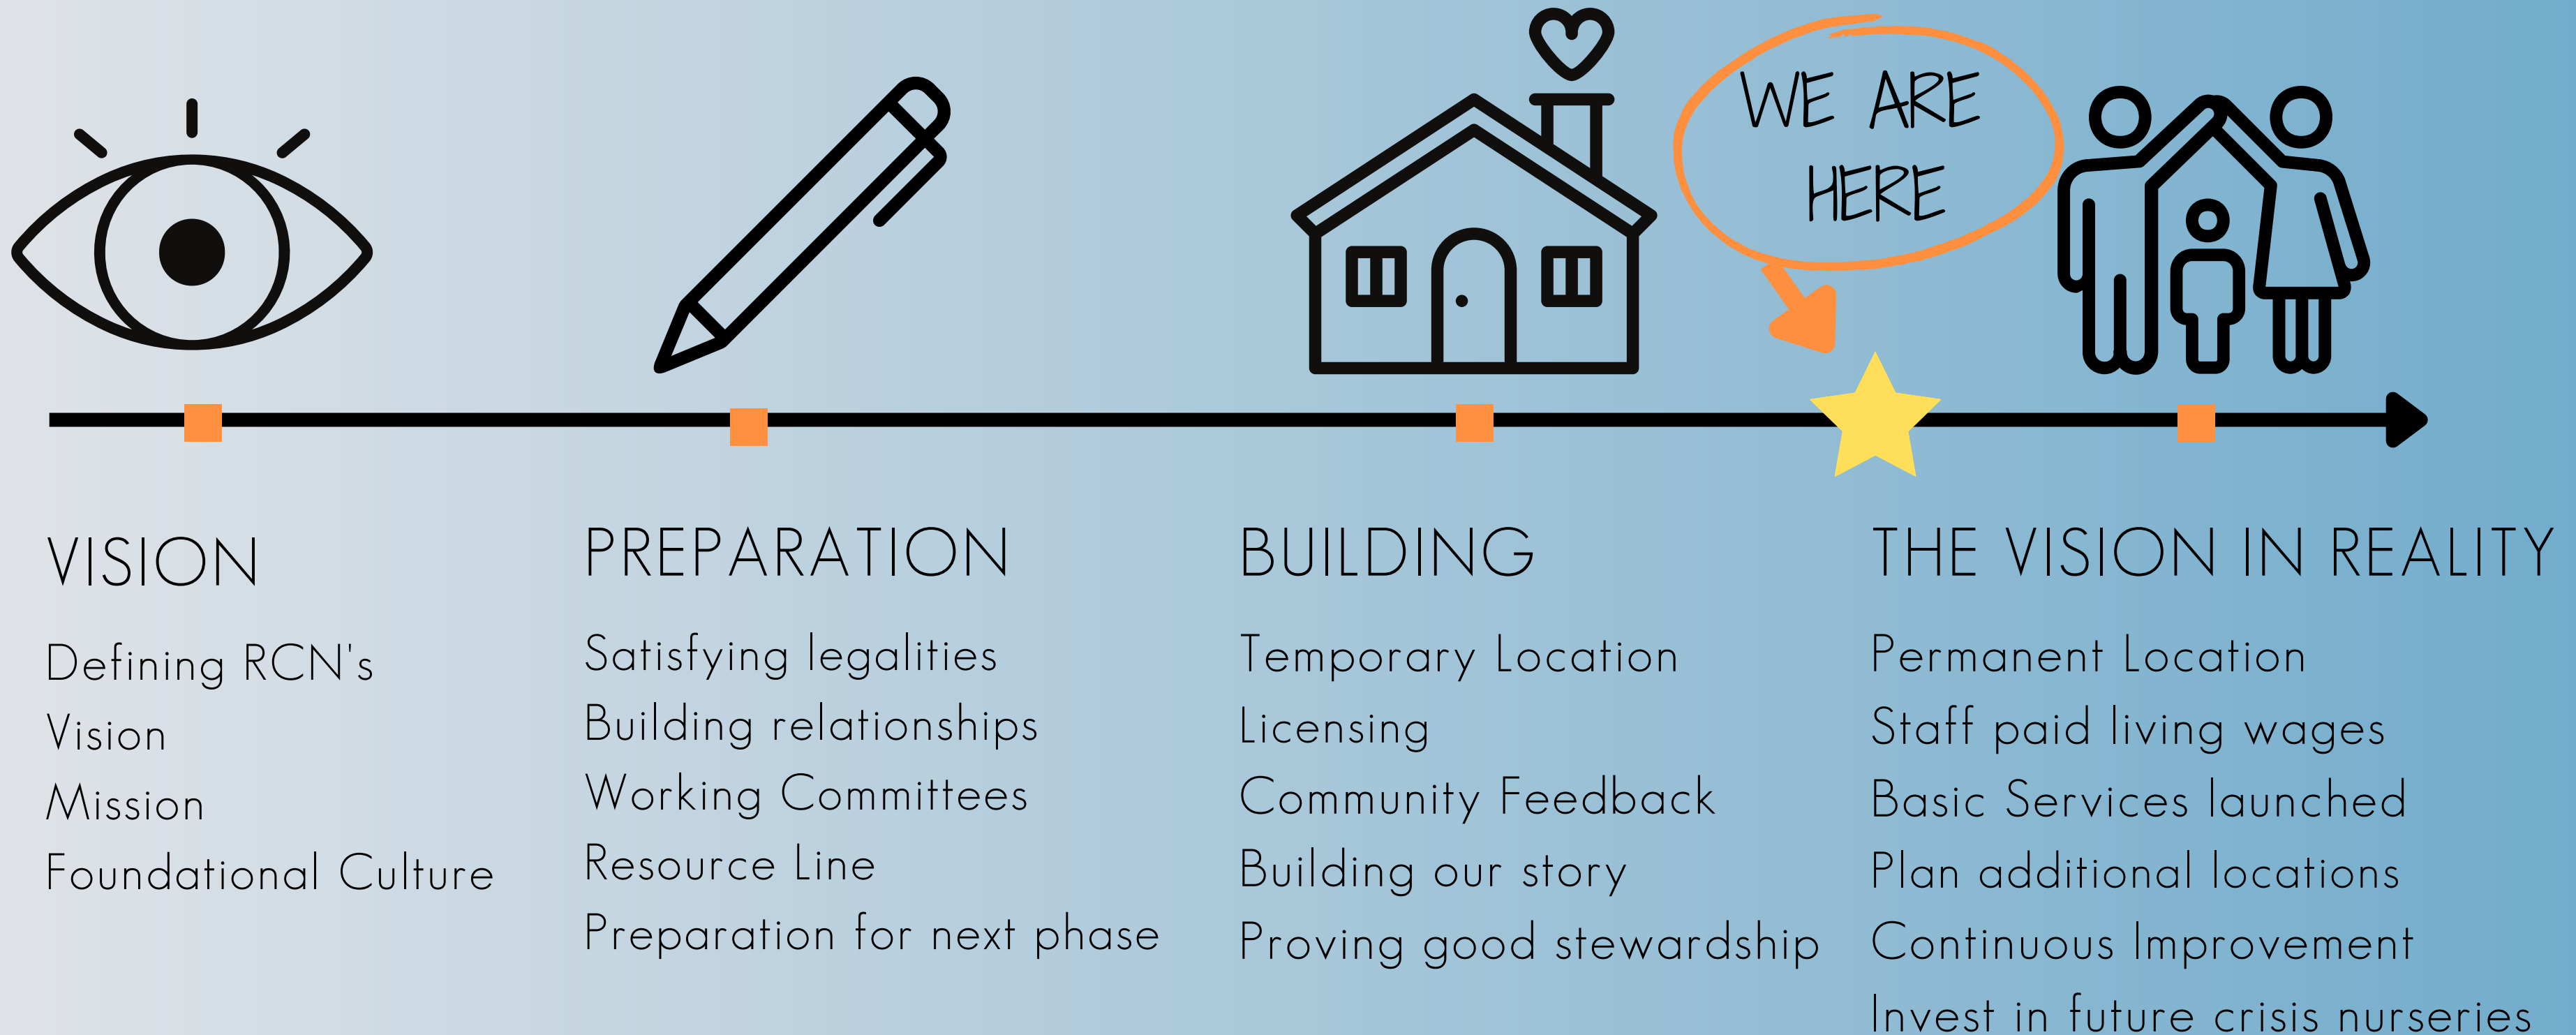 WE ARE
HERE
VISION
Defining RCN's
Vision
Mission
Foundational Culture
PREPARATION
Satisfying legalities
Building relationships
Working Committees
Resource Line
Preparation for next phase
BUILDING
Temporary Location
Licensing
Community Feedback
Building our story
Proving good stewardship
THE VISION IN REALITY
Permanent Location
Staff paid living wages
Basic Services launched
Plan additional locations
Continuous Improvement
Invest in future crisis nurseries